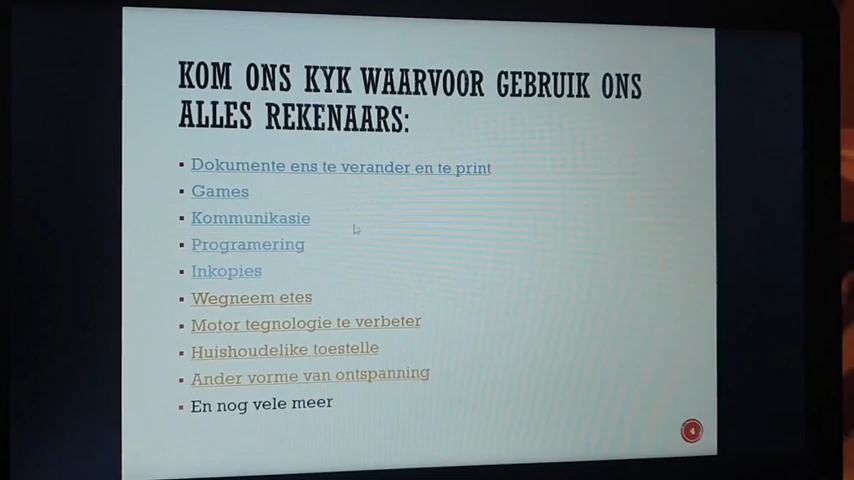 KOM ONS KYK WAARVOOR GEBRUIK ONS
ALLES REKENAARS:
Dokumente ens te verander en te print
Games
Kommunikasie
Programering
Inkopies
Wegneem etes
Motor tegnologie te verbeter
Huishoudelike toestelle
Ander vorme van ontspanning
En nog vele meer
4